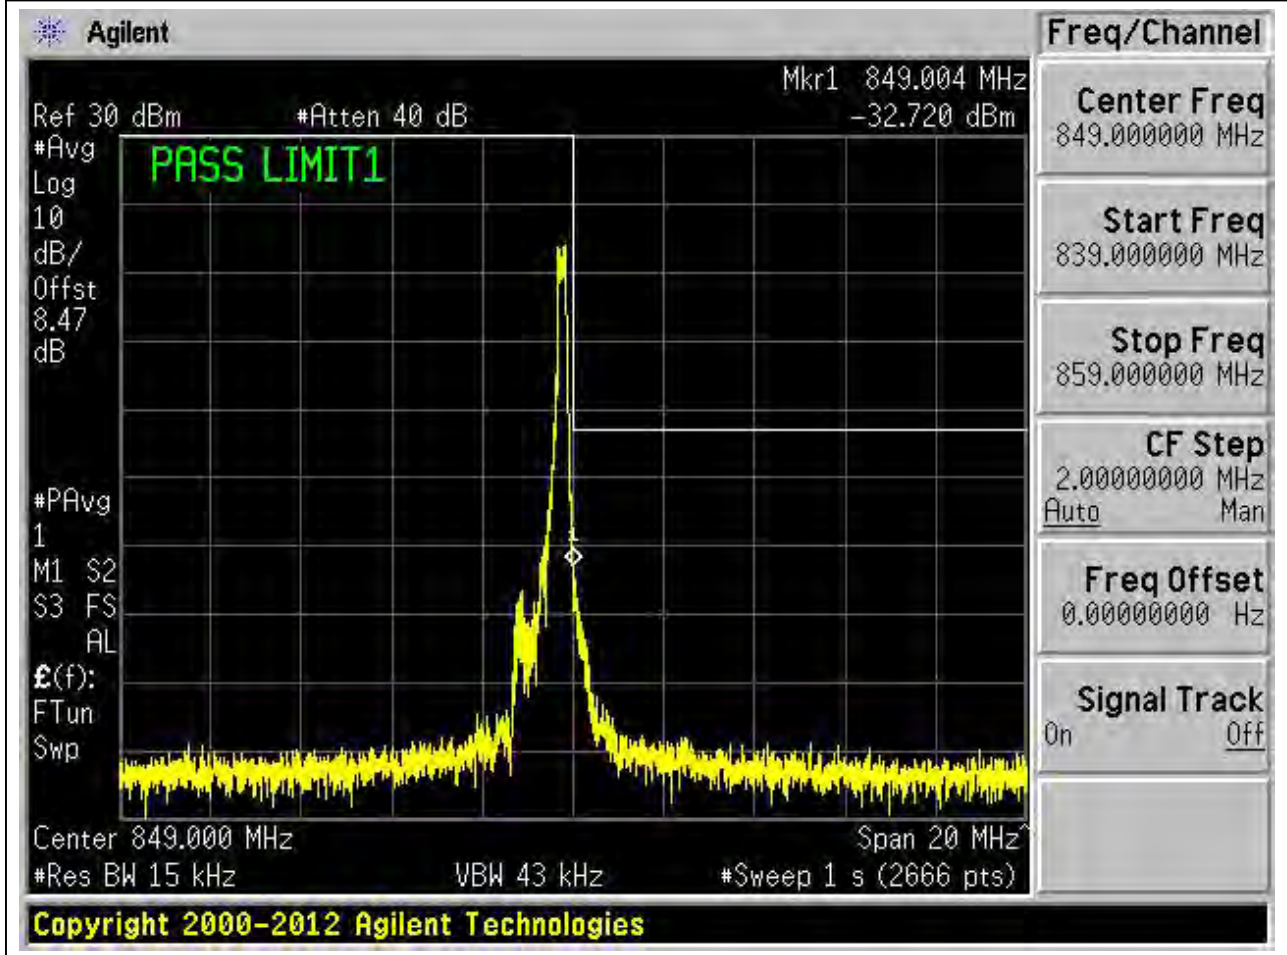 Agilent
Freq/Channel
Mkr1 849.004 MHz
Ref 30 dBm #Atten 40 dB -32.720 dBm
#Avg
Log
10
dB/
Offst
8.47
dB
PASS LIMIT1
#PAvg
1
M1 S2
S3 FS
AL
£(f):
FTun
Swp
1
Center 849.000 MHz Span 20 MHz^
#Res BW 15 kHz VBW 43 kHz #Sweep 1 s (2666 pts)
Center Freq
849.000000 MHz
Start Freq
839.000000 MHz
Stop Freq
859.000000 MHz
CF Step
2.00000000 MHz
Auto Man
Freq Offset
0.00000000 Hz
Signal Track
On Off
Copyright 2000-2012 Agilent Technologies